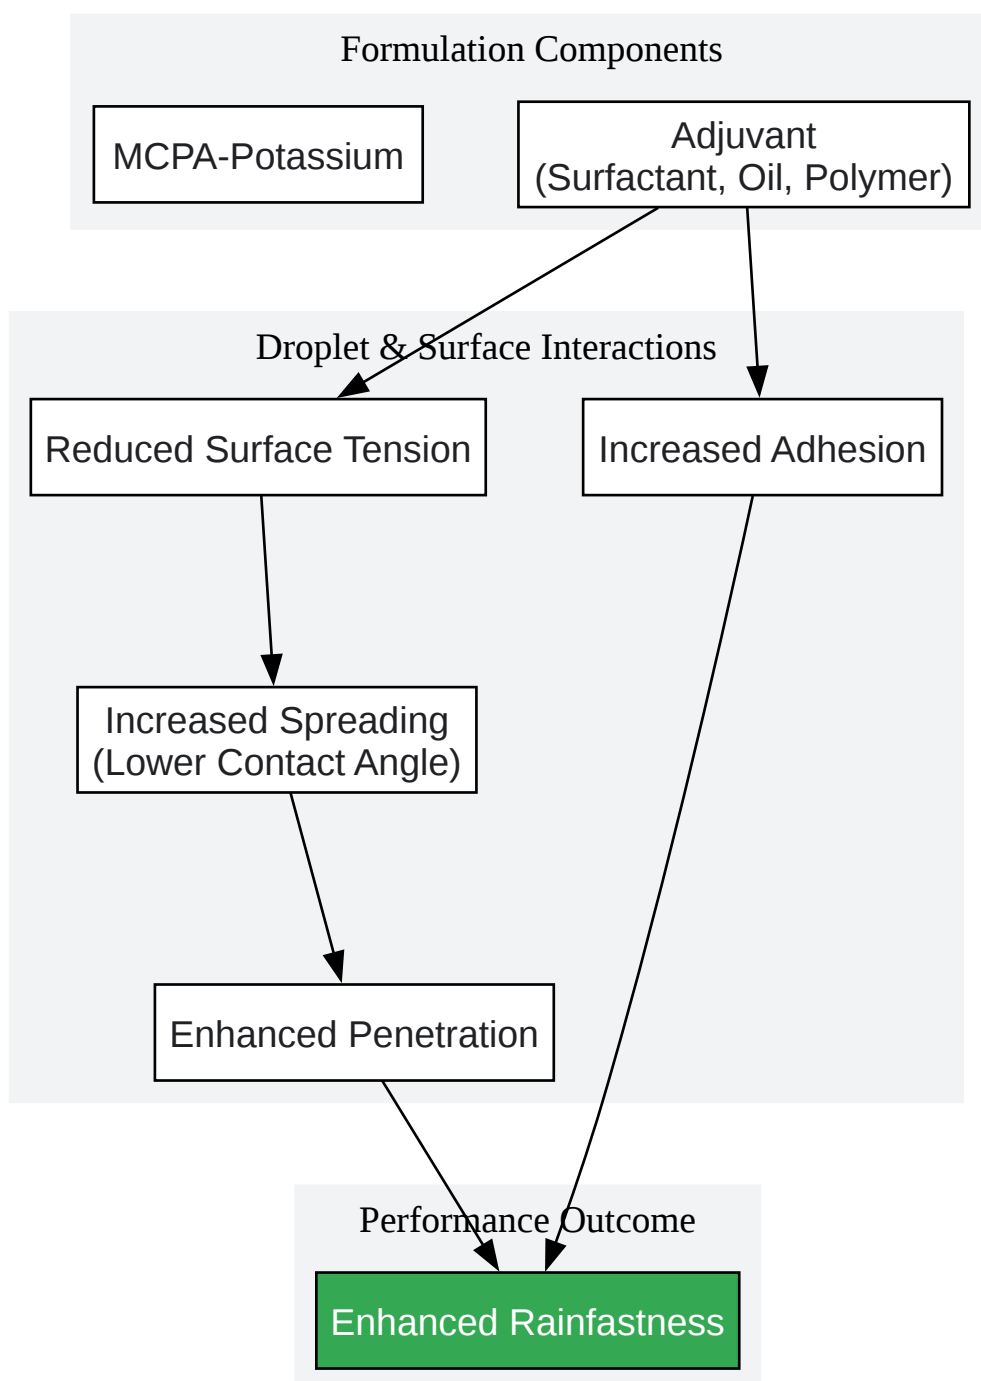 Formulation Components
MCPA-Potassium
Adjuvant
(Surfactant, Oil, Polymer)
Droplet & Surface Interactions
Reduced Surface Tension
Increased Adhesion
Increased Spreading
(Lower Contact Angle)
Enhanced Penetration
Performance Outcome
Enhanced Rainfastness